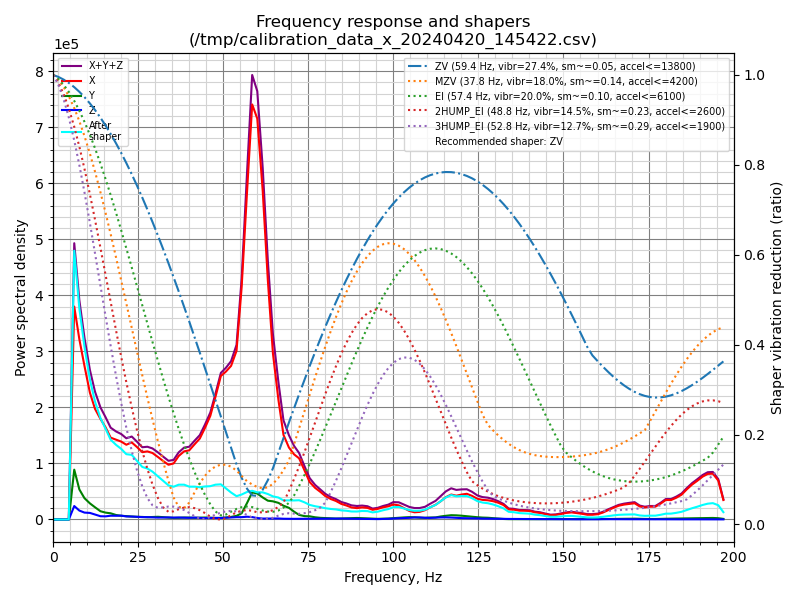 Frequency response and shapers
(/tmp/calibration_data_x_20240420_145422.csv)
1e5
X+Y+Z
X
Y
Z
After
shaper
ZV (59.4 Hz, vibr=27.4%, sm~=0.05, accel<=13800)
MZV (37.8 Hz, vibr=18.0%, sm~=0.14, accel<=4200)
EI (57.4 Hz, vibr=20.0%, sm~=0.10, accel<=6100)
2HUMP_EI (48.8 Hz, vibr=14.5%, sm~=0.23, accel<=2600)
3HUMP_EI (52.8 Hz, vibr=12.7%, sm~=0.29, accel<=1900)
Recommended shaper: ZV
Power spectral density
8
7
6
5
4
3
2
1
0
1.0
0.8
0.6
0.4
0.2
0.0
Shaper vibration reduction (ratio)
0 25 50 75 100 125 150 175 200
Frequency, Hz